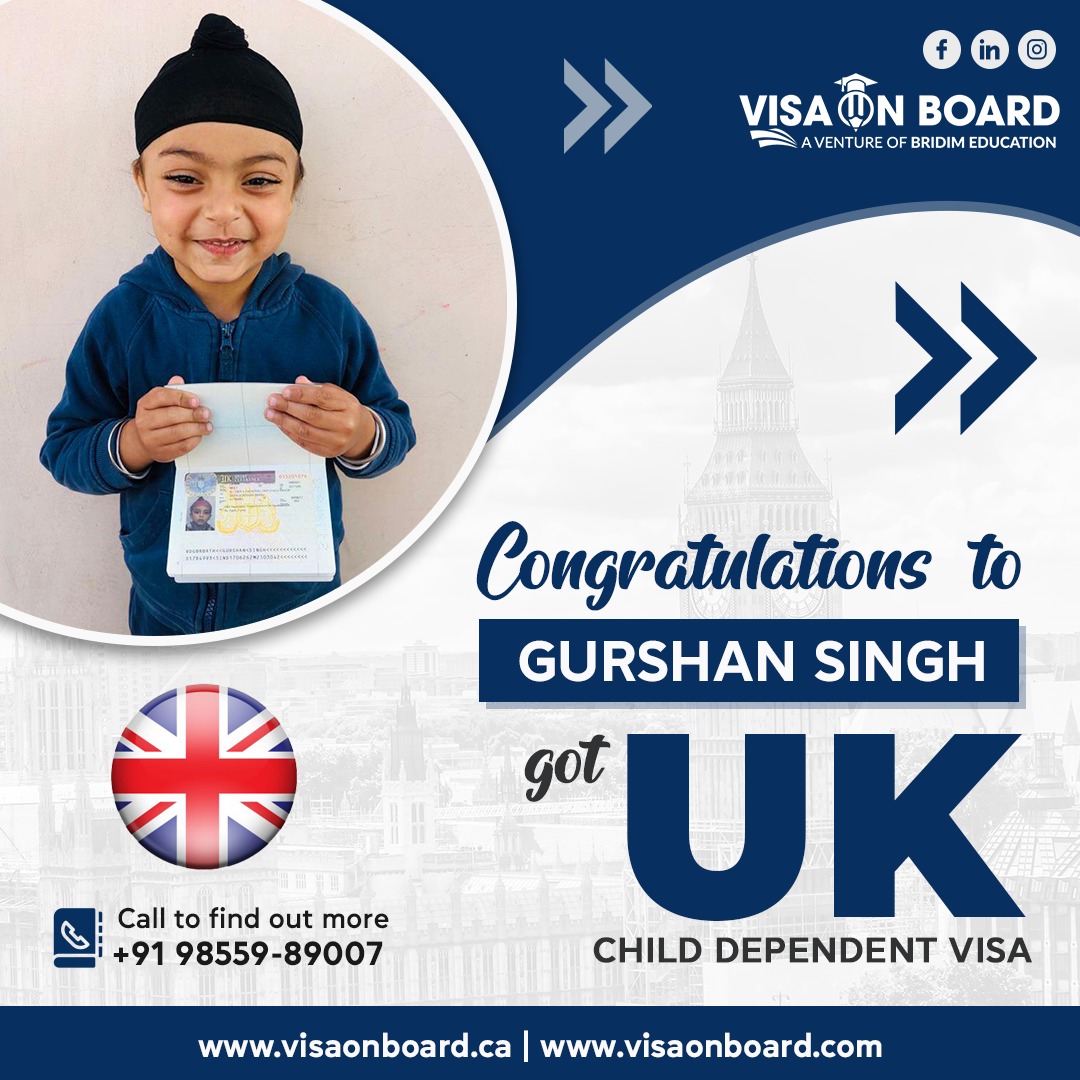 VISA ON BOARD
A VENTURE OF BRIDIM EDUCATION
Congratulations to
GURSHAN SINGH
got UK
CHILD DEPENDENT VISA
Call to find out more
+91 98559-89007
www.visaonboard.ca | www.visaonboard.com